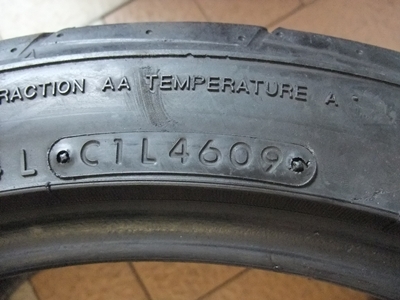 RACTION AA TEMPERATURE A
L C1L4609